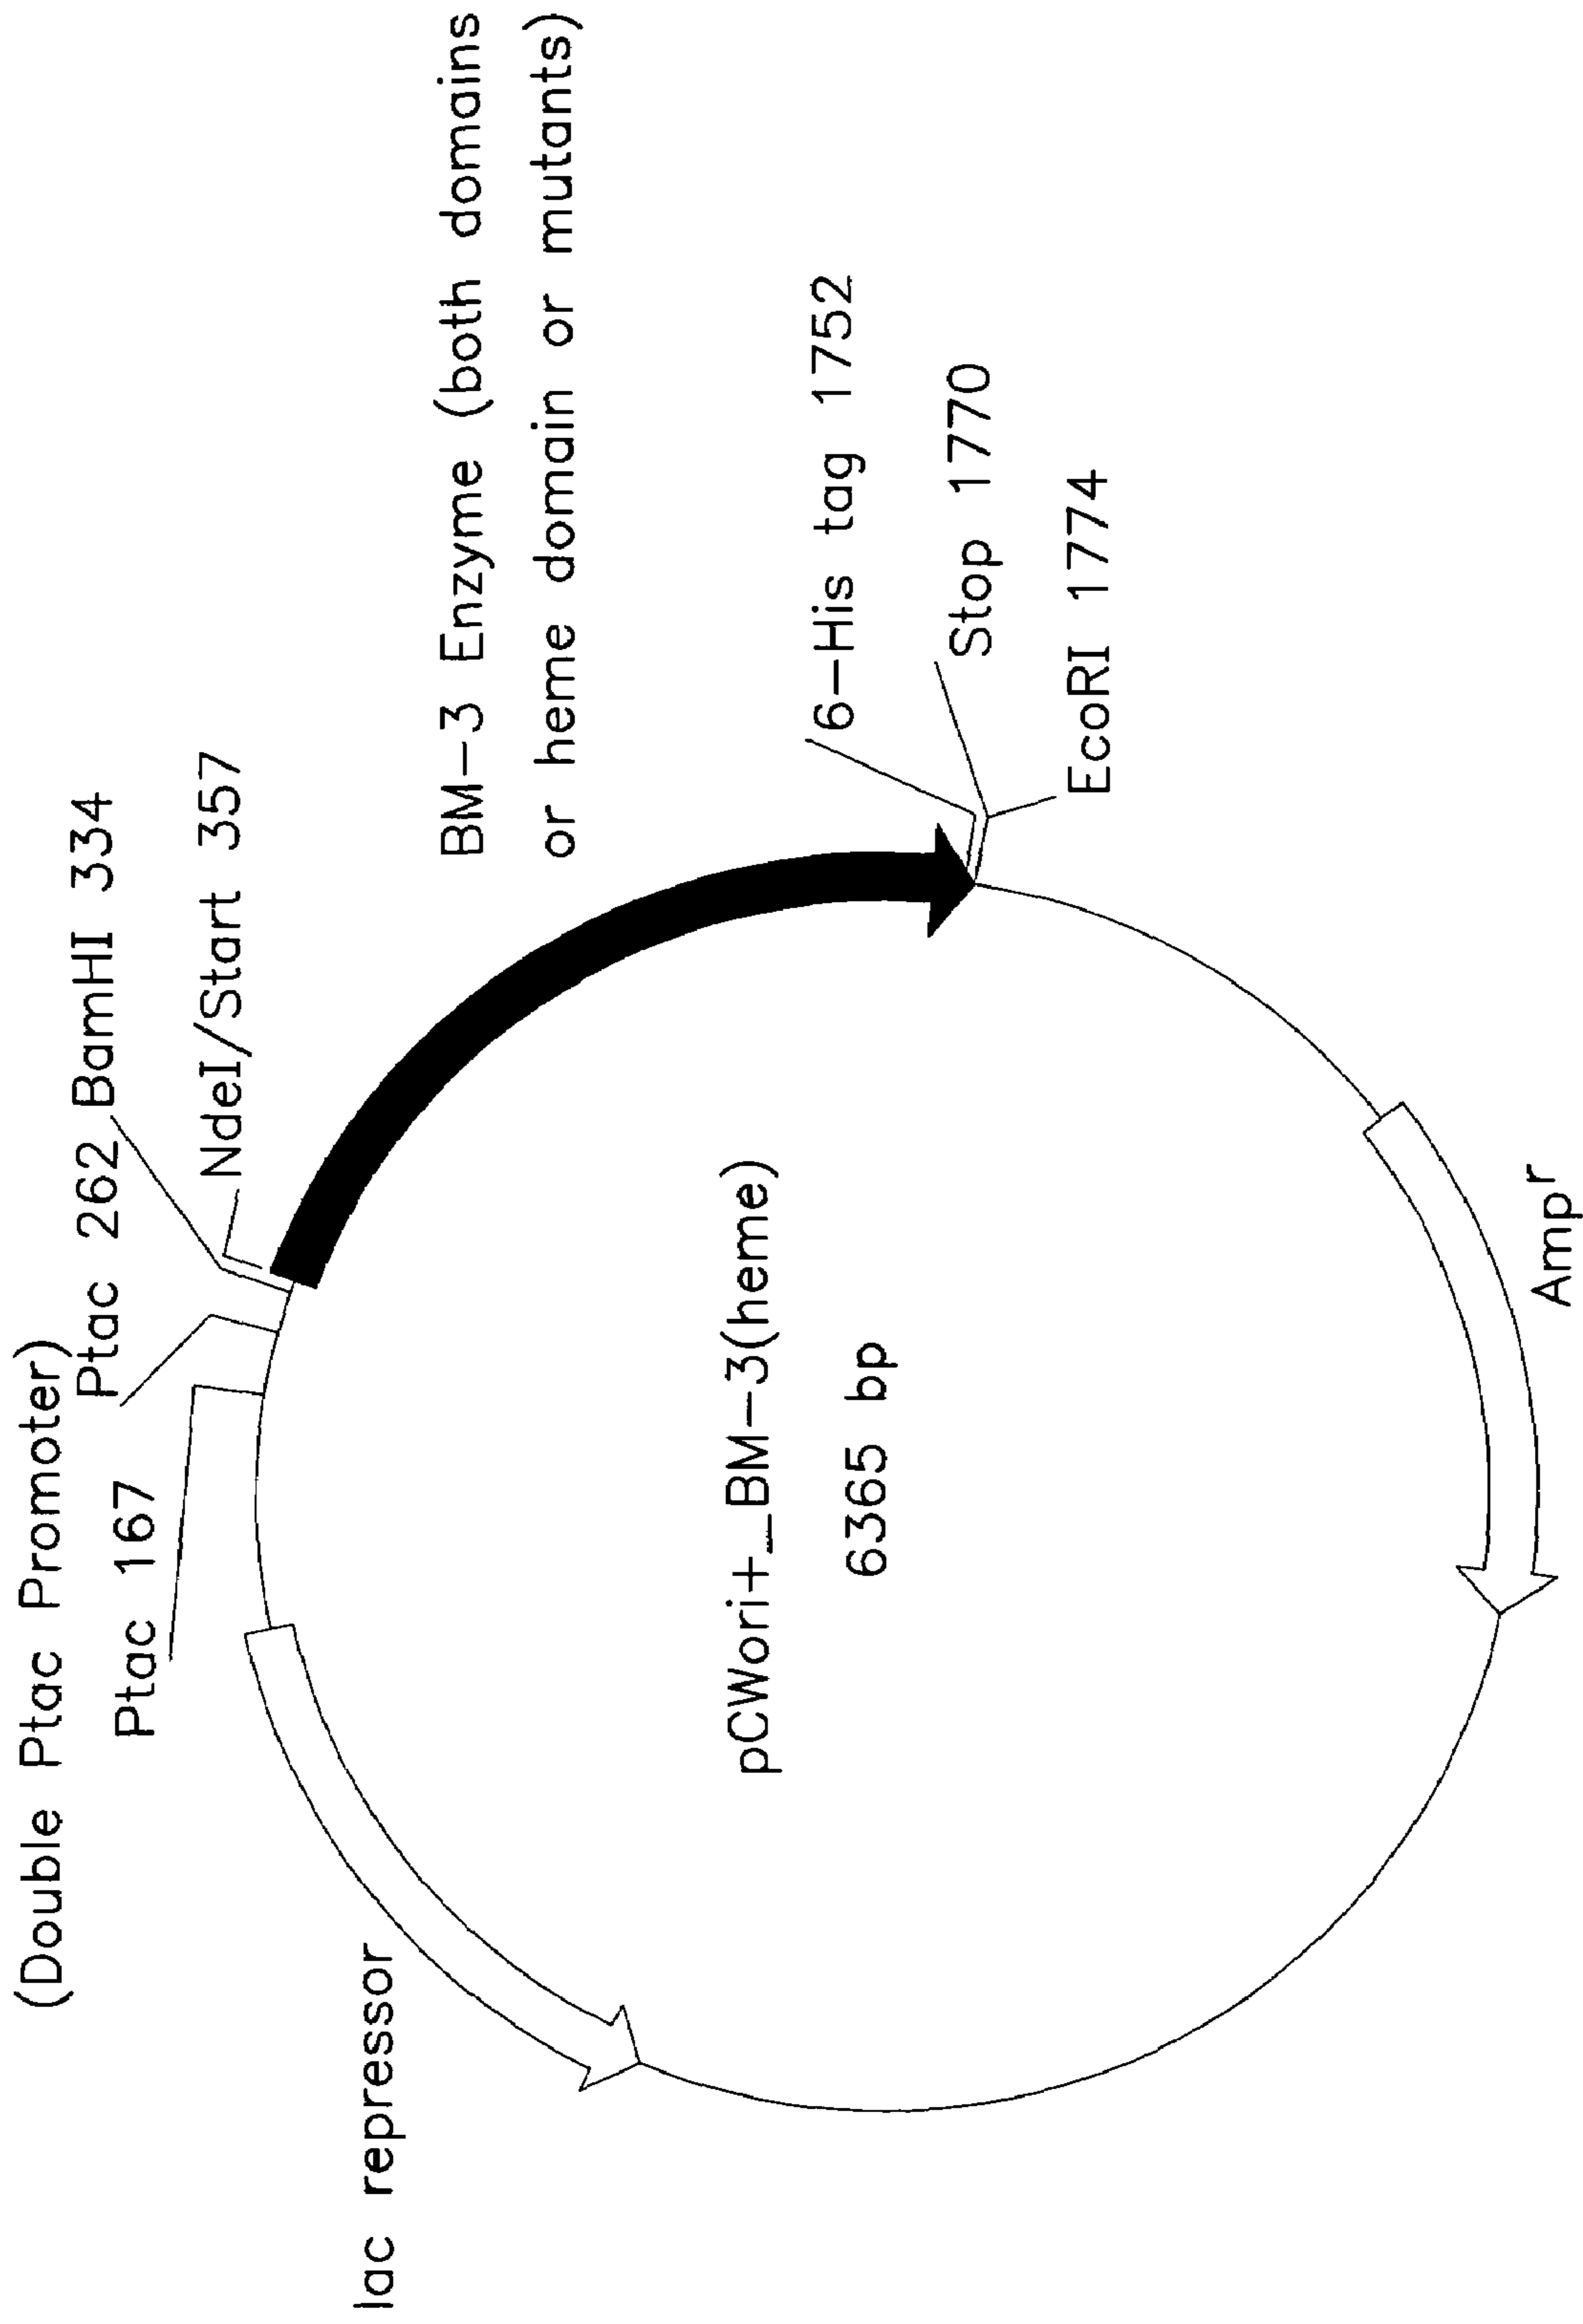 (Double Ptac Promoter)
Ptac 262
BamHI 334
Ptac 167
NdeI/Start 357
lac repressor
BM-3 Enzyme (both domains
or heme domain or mutants)
pCWori+_BM-3(heme)
6365 bp
6-His tag 1752
Stop 1770
EcoRI 1774
Ampʳ